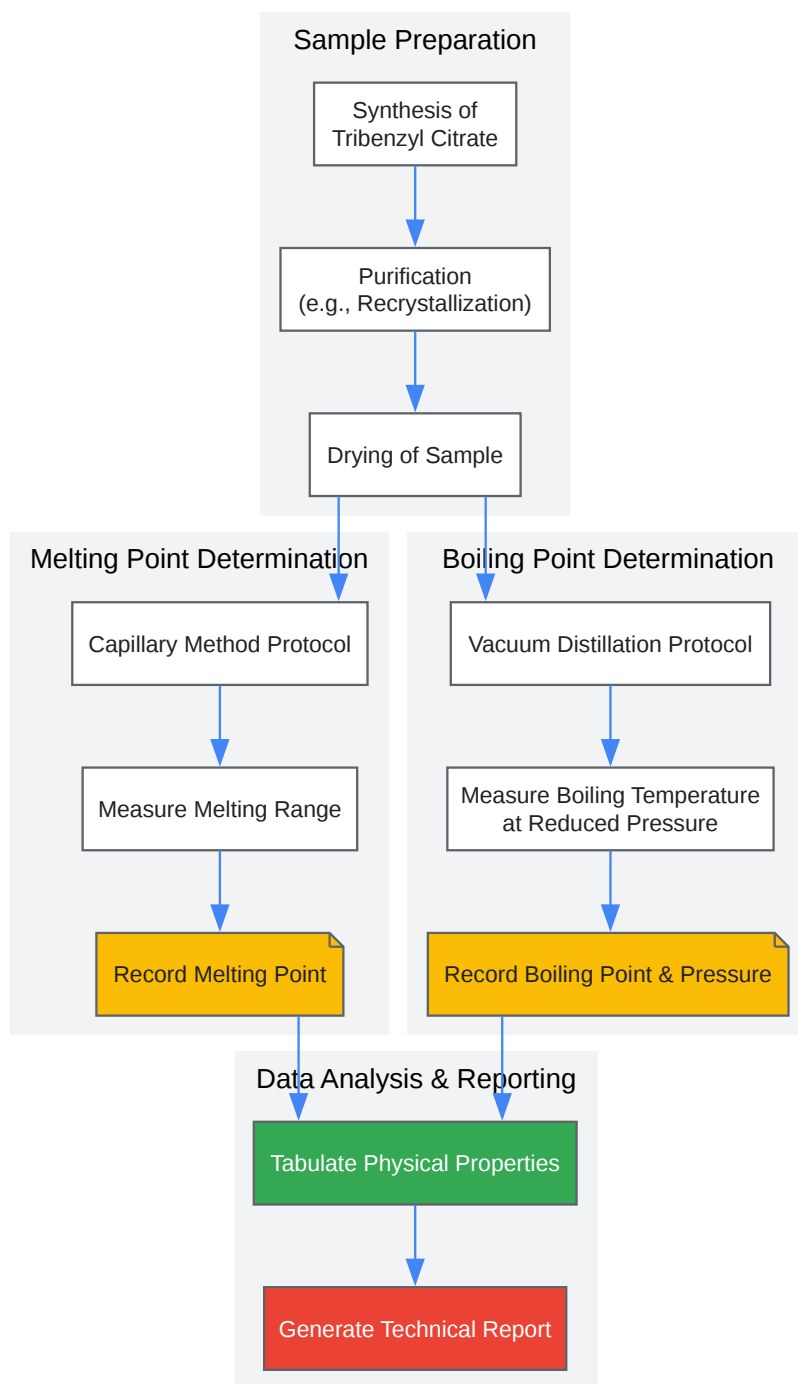 Sample Preparation
Synthesis of
Tribenzyl Citrate
Purification
(e.g., Recrystallization)
Drying of Sample
Melting Point Determination
Capillary Method Protocol
Measure Melting Range
Record Melting Point
Boiling Point Determination
Vacuum Distillation Protocol
Measure Boiling Temperature
at Reduced Pressure
Record Boiling Point & Pressure
Data Analysis & Reporting
Tabulate Physical Properties
Generate Technical Report